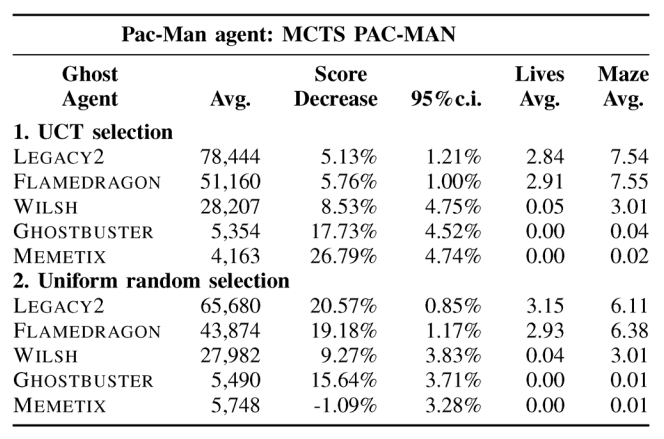 Pac-Man agent: MCTS PAC-MAN
Ghost Score Lives Maze
Agent Avg. Decrease 95%c.i. Avg. Avg.
1. UCT selection
LEGACY2 78,444 5.13% 1.21% 2.84 7.54
FLAMEDRAGON 51,160 5.76% 1.00% 2.91 7.55
WILSH 28,207 8.53% 4.75% 0.05 3.01
GHOSTBUSTER 5,354 17.73% 4.52% 0.00 0.04
MEMETIX 4,163 26.79% 4.74% 0.00 0.02
2. Uniform random selection
LEGACY2 65,680 20.57% 0.85% 3.15 6.11
FLAMEDRAGON 43,874 19.18% 1.17% 2.93 6.38
WILSH 27,982 9.27% 3.83% 0.04 3.01
GHOSTBUSTER 5,490 15.64% 3.71% 0.00 0.01
MEMETIX 5,748 -1.09% 3.28% 0.00 0.01